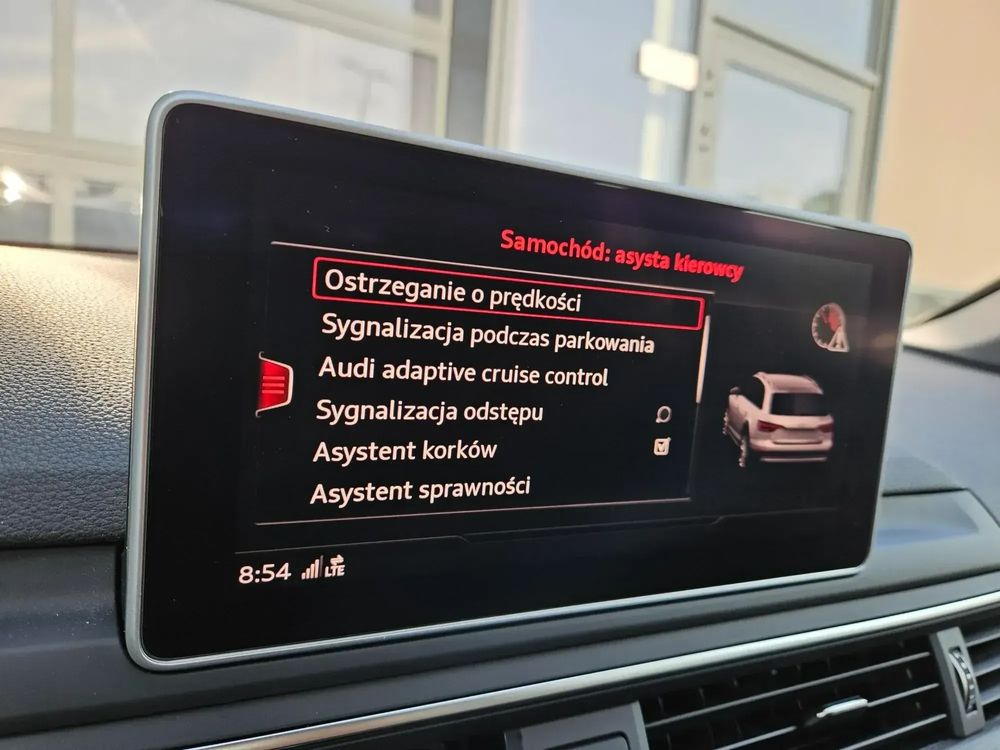 Samochód: asysta kierowcy
Ostrzeganie o prędkości
Sygnalizacja podczas parkowania
Audi adaptive cruise control
Sygnalizacja odstępu
Asystent korków
Asystent sprawności
8:54 LTE